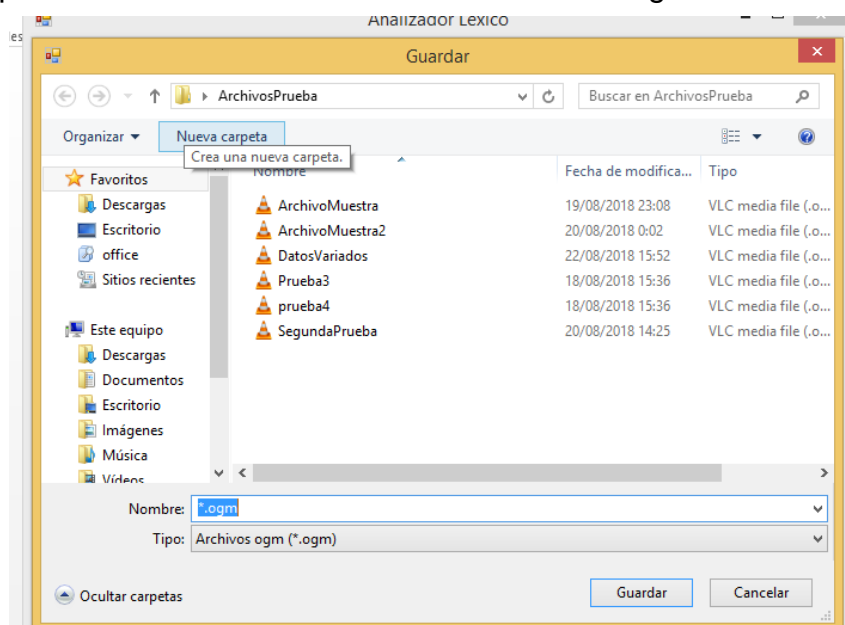 Analizador Lexico
Guardar
ArchivosPrueba
Buscar en ArchivosPrueba
Organizar
Nueva carpeta
Crea una nueva carpeta.
Nombre
Fecha de modifica...
Tipo
Favoritos
Descargas
Escritorio
office
Sitios recientes
Este equipo
Descargas
Documentos
Escritorio
Imágenes
Música
Vídeos
ArchivoMuestra 19/08/2018 23:08 VLC media file (.o...
ArchivoMuestra2 20/08/2018 0:02 VLC media file (.o...
DatosVariados 22/08/2018 15:52 VLC media file (.o...
Prueba3 18/08/2018 15:36 VLC media file (.o...
prueba4 18/08/2018 15:36 VLC media file (.o...
SegundaPrueba 20/08/2018 14:25 VLC media file (.o...
Nombre: *.ogm
Tipo: Archivos ogm (*.ogm)
Ocultar carpetas
Guardar
Cancelar